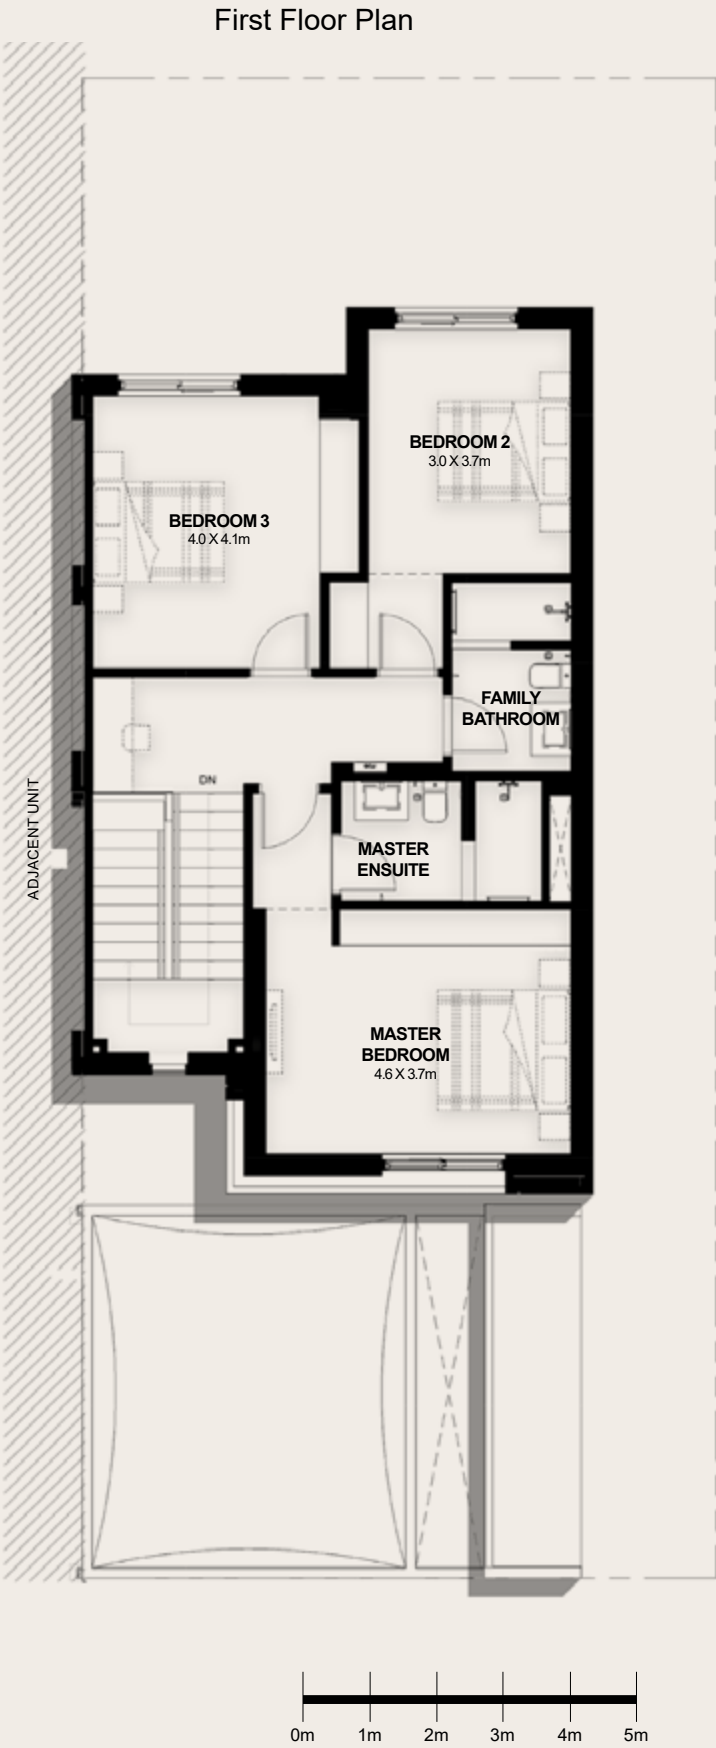 First Floor Plan
BEDROOM 2
3.0 X 3.7m
BEDROOM 3
4.0 X 4.1m
FAMILY
BATHROOM
DN
ADJACENT UNIT
MASTER
ENSUITE
MASTER
BEDROOM
4.6 X 3.7m
0m 1m 2m 3m 4m 5m